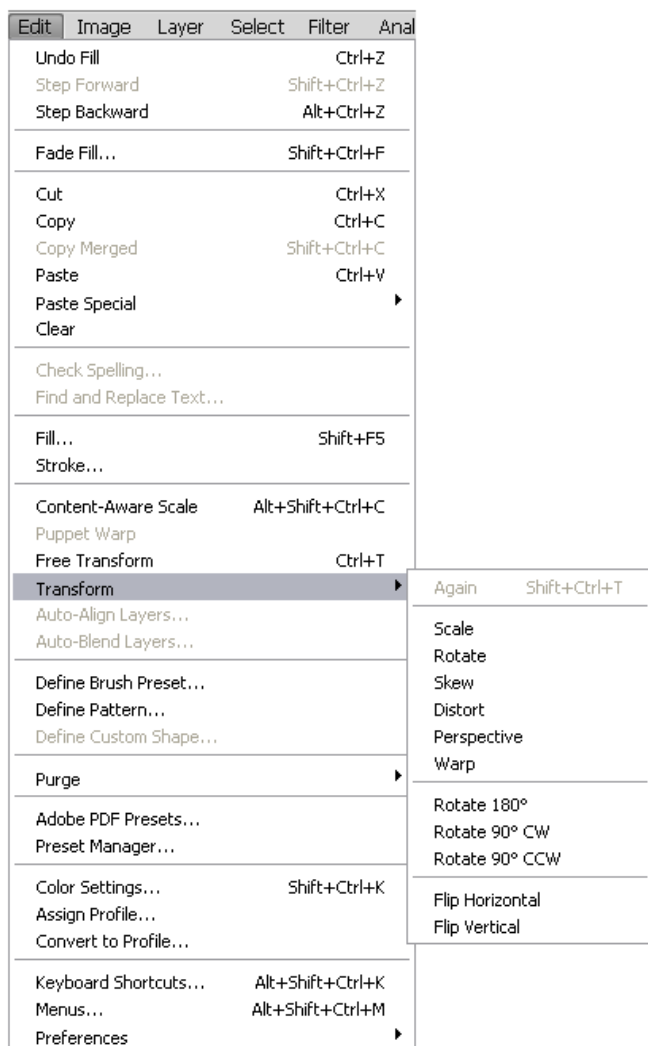 Edit Image Layer Select Filter Anal
Undo Fill Ctrl+Z
Step Forward Shift+Ctrl+Z
Step Backward Alt+Ctrl+Z
Fade Fill... Shift+Ctrl+F
Cut Ctrl+X
Copy Ctrl+C
Copy Merged Shift+Ctrl+C
Paste Ctrl+V
Paste Special
Clear
Check Spelling...
Find and Replace Text...
Fill... Shift+F5
Stroke...
Content-Aware Scale Alt+Shift+Ctrl+C
Puppet Warp
Free Transform Ctrl+T
Transform
Auto-Align Layers...
Auto-Blend Layers...
Define Brush Preset...
Define Pattern...
Define Custom Shape...
Purge
Adobe PDF Presets...
Preset Manager...
Color Settings... Shift+Ctrl+K
Assign Profile...
Convert to Profile...
Keyboard Shortcuts... Alt+Shift+Ctrl+K
Menus... Alt+Shift+Ctrl+M
Preferences
Again Shift+Ctrl+T
Scale
Rotate
Skew
Distort
Perspective
Warp
Rotate 180°
Rotate 90° CW
Rotate 90° CCW
Flip Horizontal
Flip Vertical